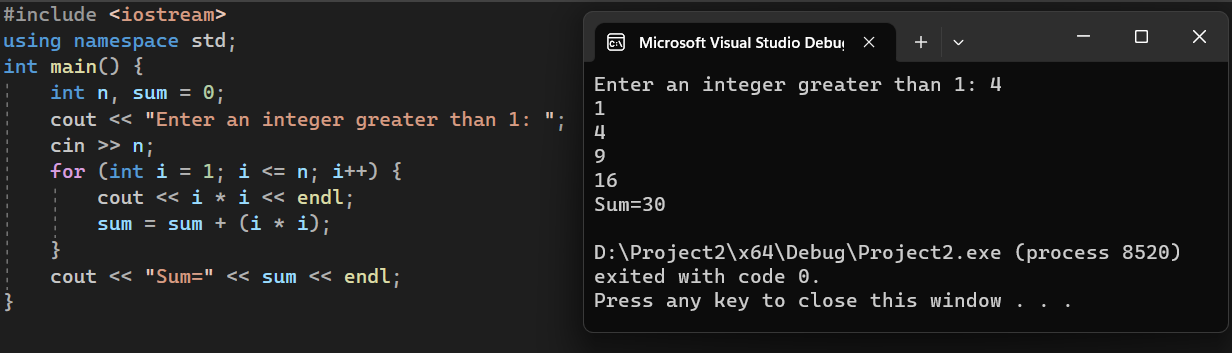 #include <iostream>
using namespace std;
int main() {
    int n, sum = 0;
    cout << "Enter an integer greater than 1: ";
    cin >> n;
    for (int i = 1; i <= n; i++) {
        cout << i * i << endl;
        sum = sum + (i * i);
    }
    cout << "Sum=" << sum << endl;
}
Microsoft Visual Studio Debu
Enter an integer greater than 1: 4
1
4
9
16
Sum=30
D:\Project2\x64\Debug\Project2.exe (process 8520)
exited with code 0.
Press any key to close this window . . .